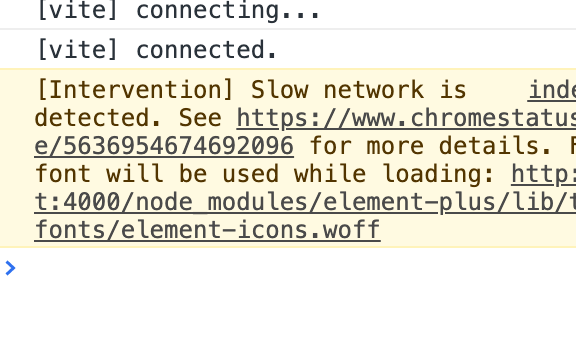 [vite] connecting...
[vite] connected.
[Intervention] Slow network is inde
detected. See https://www.chromestatus
e/5636954674692096 for more details. F
font will be used while loading: http:
t:4000/node_modules/element-plus/lib/t
fonts/element-icons.woff